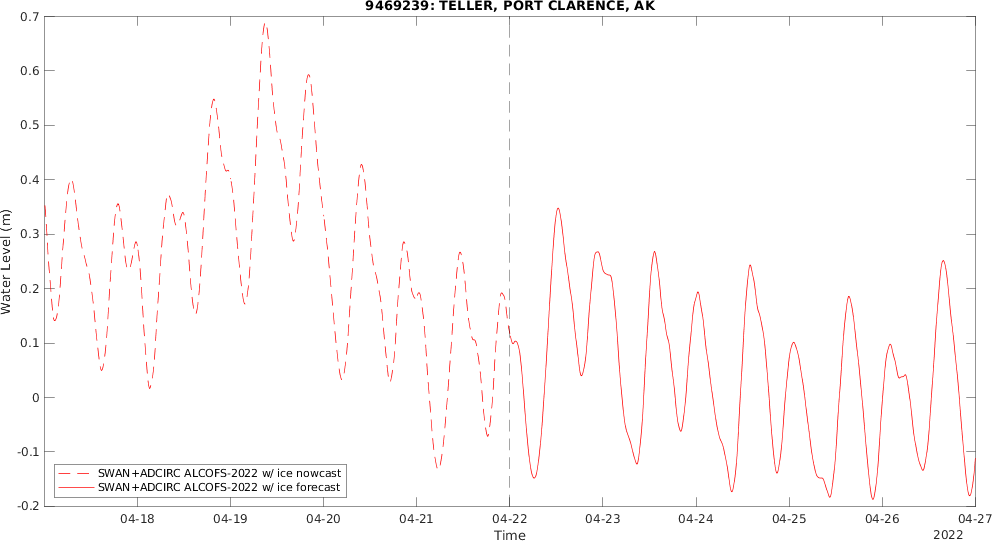 9469239: TELLER, PORT CLARENCE, AK
0.7
0.6
0.5
0.4
0.3
0.2
0.1
0
-0.1
-0.2
Water Level (m)
SWAN+ADCIRC ALCOFS-2022 w/ ice nowcast
SWAN+ADCIRC ALCOFS-2022 w/ ice forecast
04-18 04-19 04-20 04-21 04-22 04-23 04-24 04-25 04-26 04-27
Time
2022